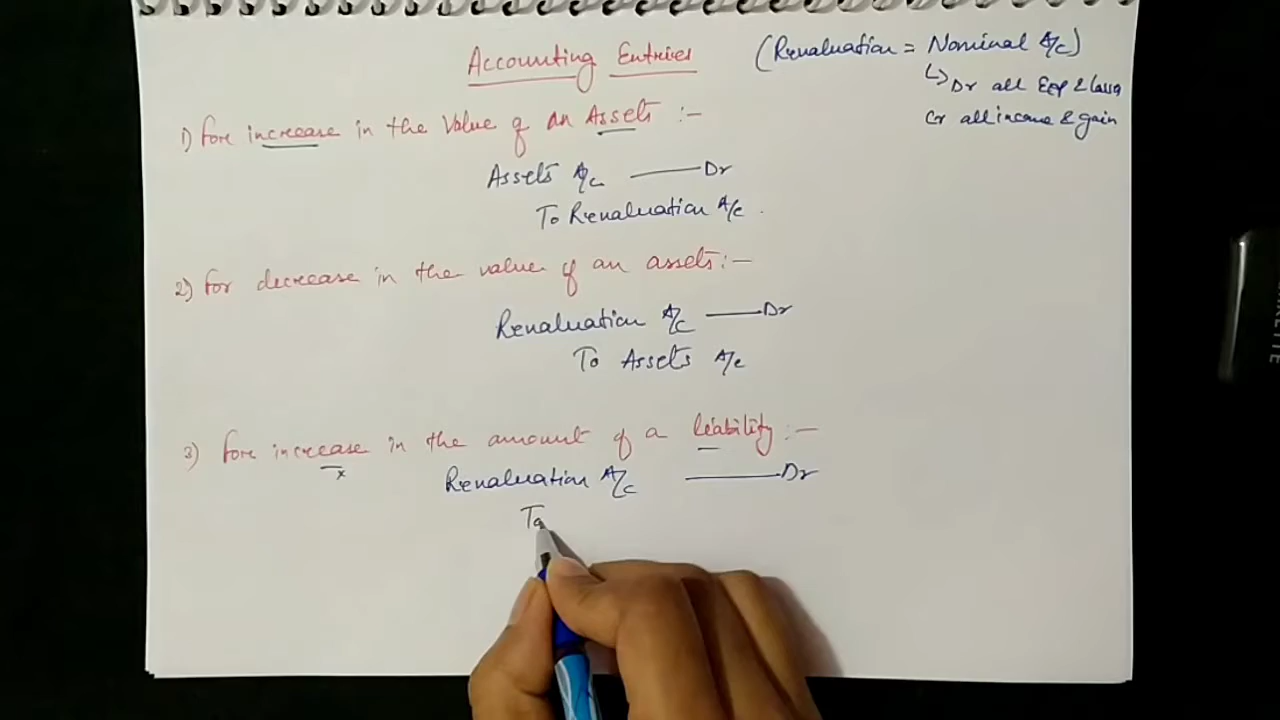 Accounting Entries
(Revaluation = Nominal A/c)
↳ Dr all Exp & Losses
Cr all income & gain
1) For increase in the Value of an Assets :-
Assets A/c —— Dr
To Revaluation A/c .
2) For decrease in the value of an assets :-
Revaluation A/c —— Dr
To Assets A/c
3) For increase in the amount of a liability :-
x
Revaluation A/c —— Dr
To